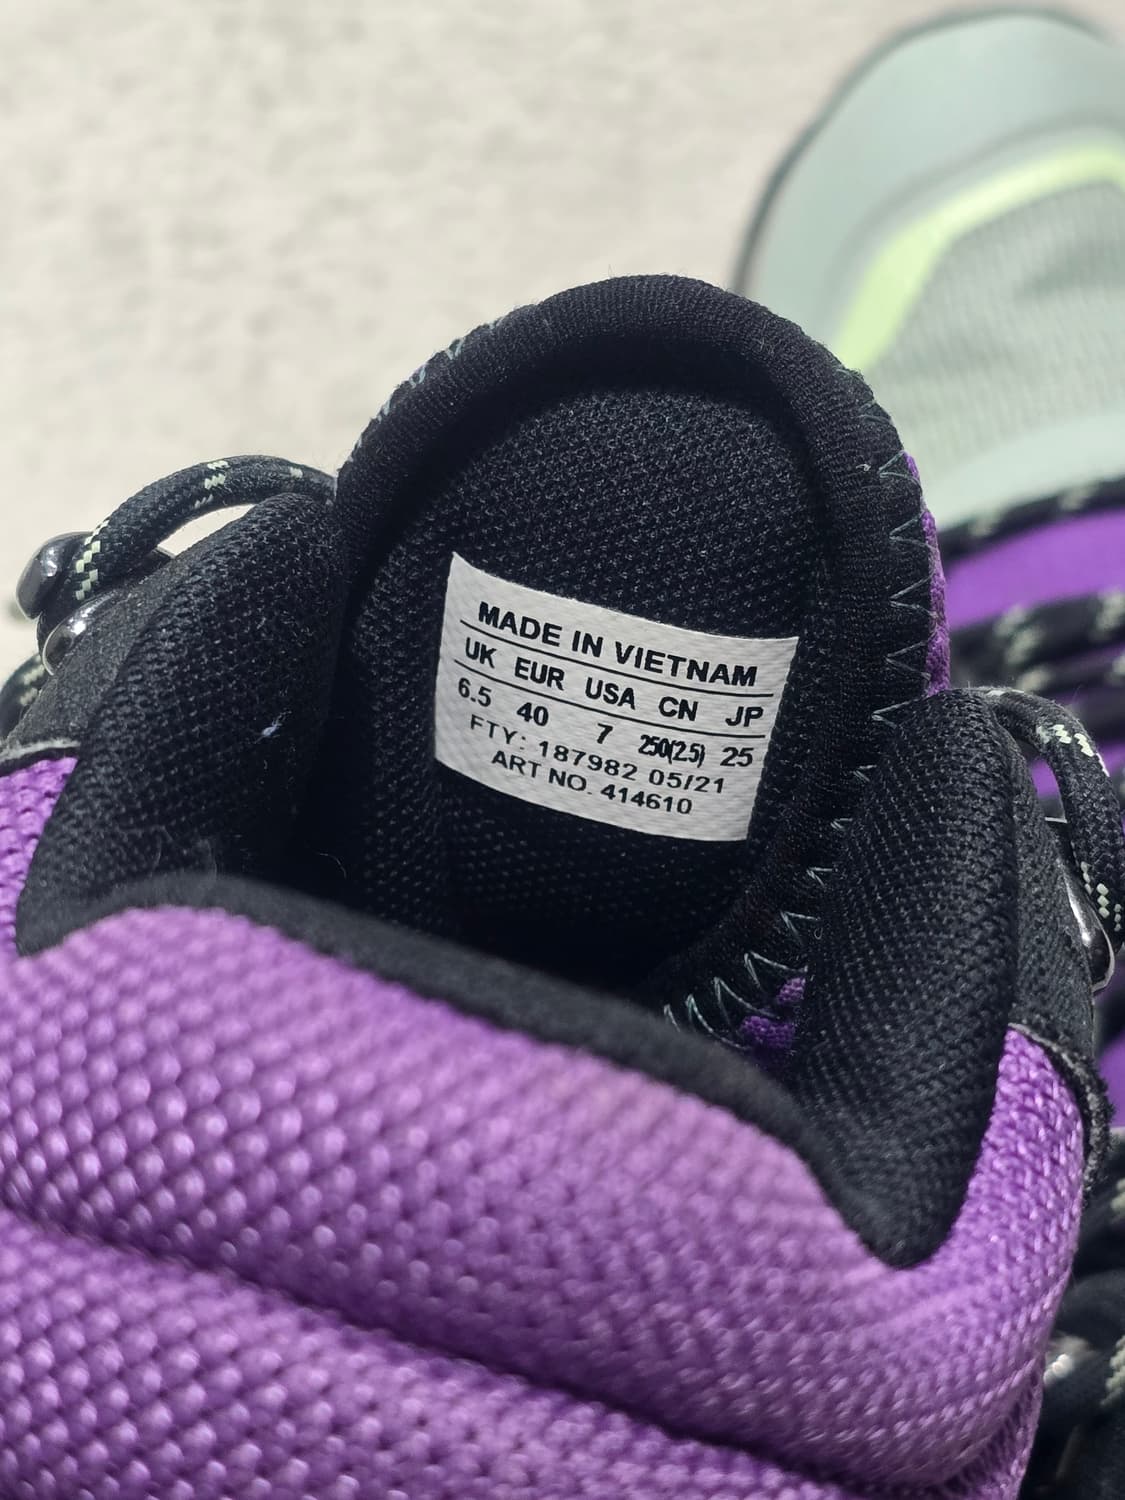 MADE IN VIETNAM
UK EUR USA CN JP
6.5 40 7 250(2.5) 25
FTY: 187982 05/21
ART NO. 414610